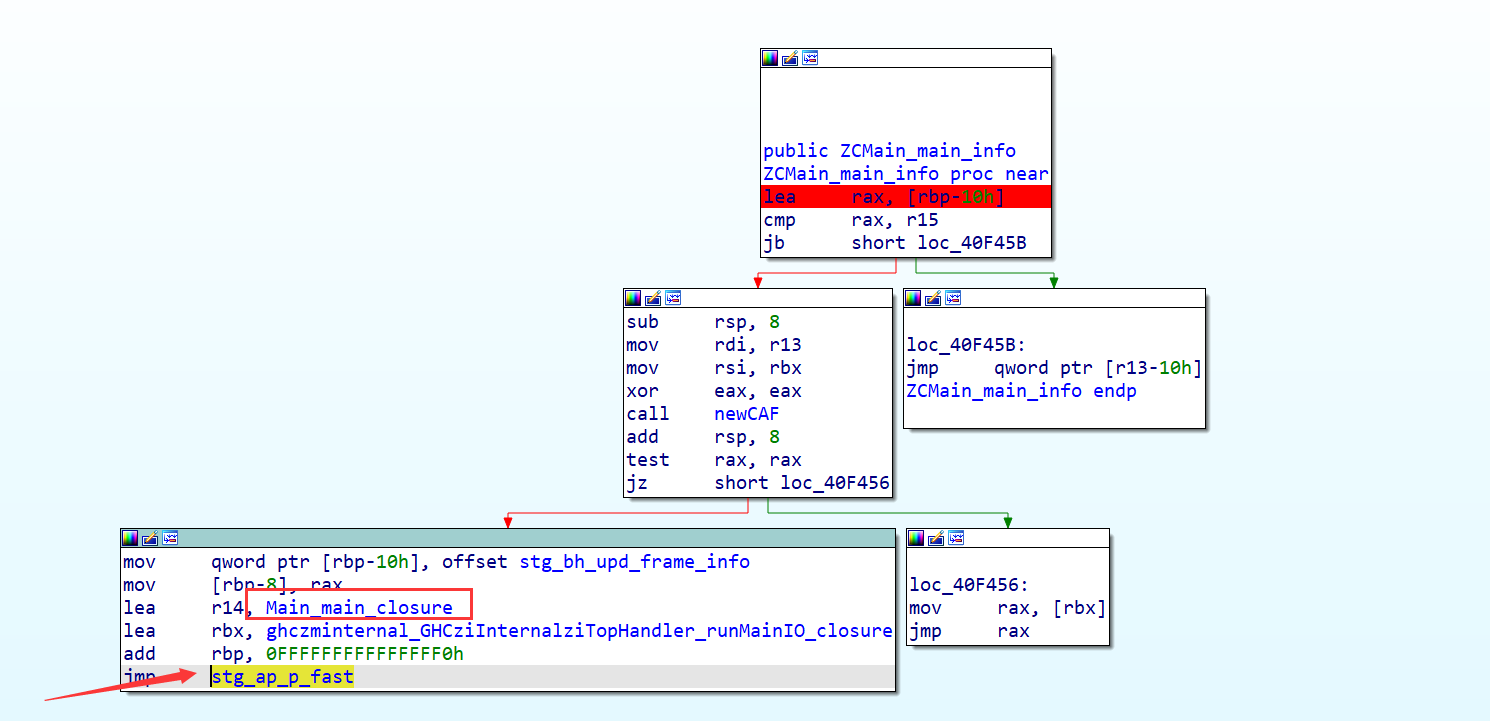 public ZCMain_main_info
ZCMain_main_info proc near
lea rax, [rbp-10h]
cmp rax, r15
jb short loc_40F45B
sub rsp, 8
mov rdi, r13
mov rsi, rbx
xor eax, eax
call newCAF
add rsp, 8
test rax, rax
jz short loc_40F456
loc_40F45B:
jmp qword ptr [r13-10h]
ZCMain_main_info endp
mov qword ptr [rbp-10h], offset stg_bh_upd_frame_info
mov [rbp-8], rax
lea r14, Main_main_closure
lea rbx, ghczminternal_GHCziInternalziTopHandler_runMainIO_closure
add rbp, 0FFFFFFFFFFFFFFF0h
jmp stg_ap_p_fast
loc_40F456:
mov rax, [rbx]
jmp rax